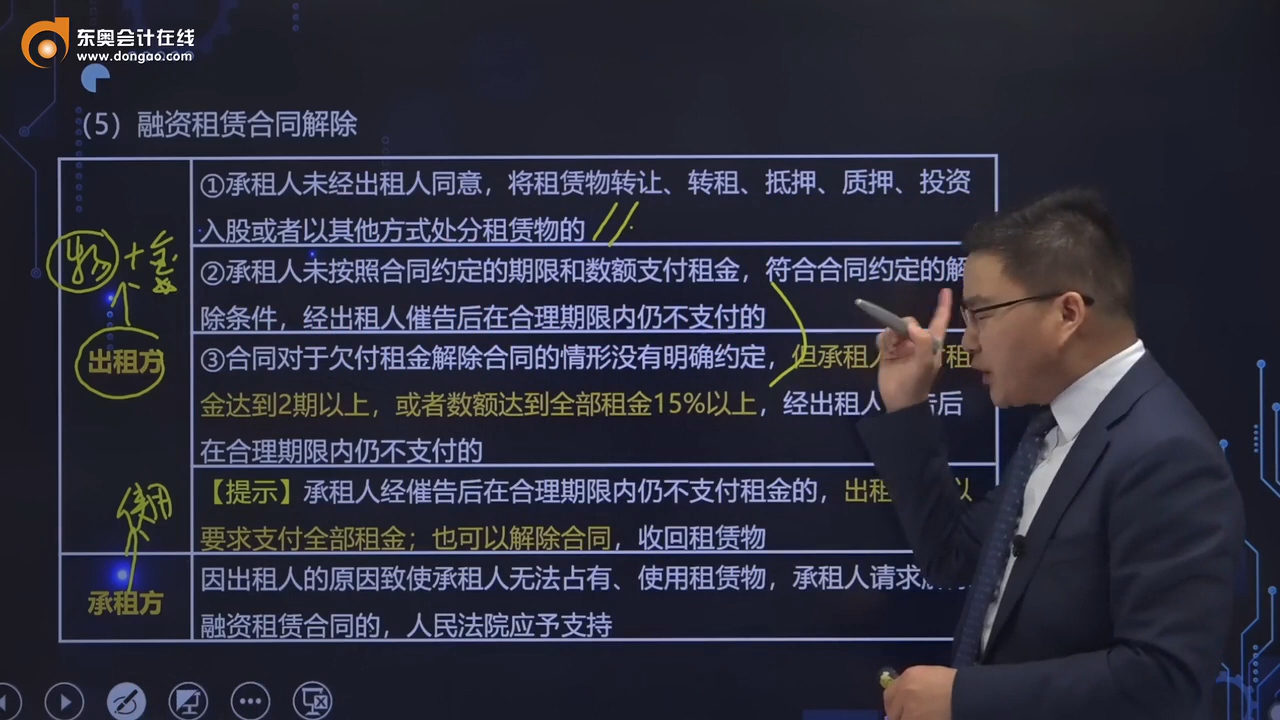 东奥会计在线
www.dongao.com
（5）融资租赁合同解除
①承租人未经出租人同意，将租赁物转让、转租、抵押、质押、投资
入股或者以其他方式处分租赁物的
物+金额
②承租人未按照合同约定的期限和数额支付租金，符合合同约定的解
除条件，经出租人催告后在合理期限内仍不支付的
出租方
③合同对于欠付租金解除合同的情形没有明确约定，但承租人 付租
金达到2期以上，或者数额达到全部租金15%以上，经出租人 告后
在合理期限内仍不支付的
【提示】承租人经催告后在合理期限内仍不支付租金的，出租 以
要求支付全部租金；也可以解除合同，收回租赁物
承租方
因出租人的原因致使承租人无法占有、使用租赁物，承租人请求
融资租赁合同的，人民法院应予支持